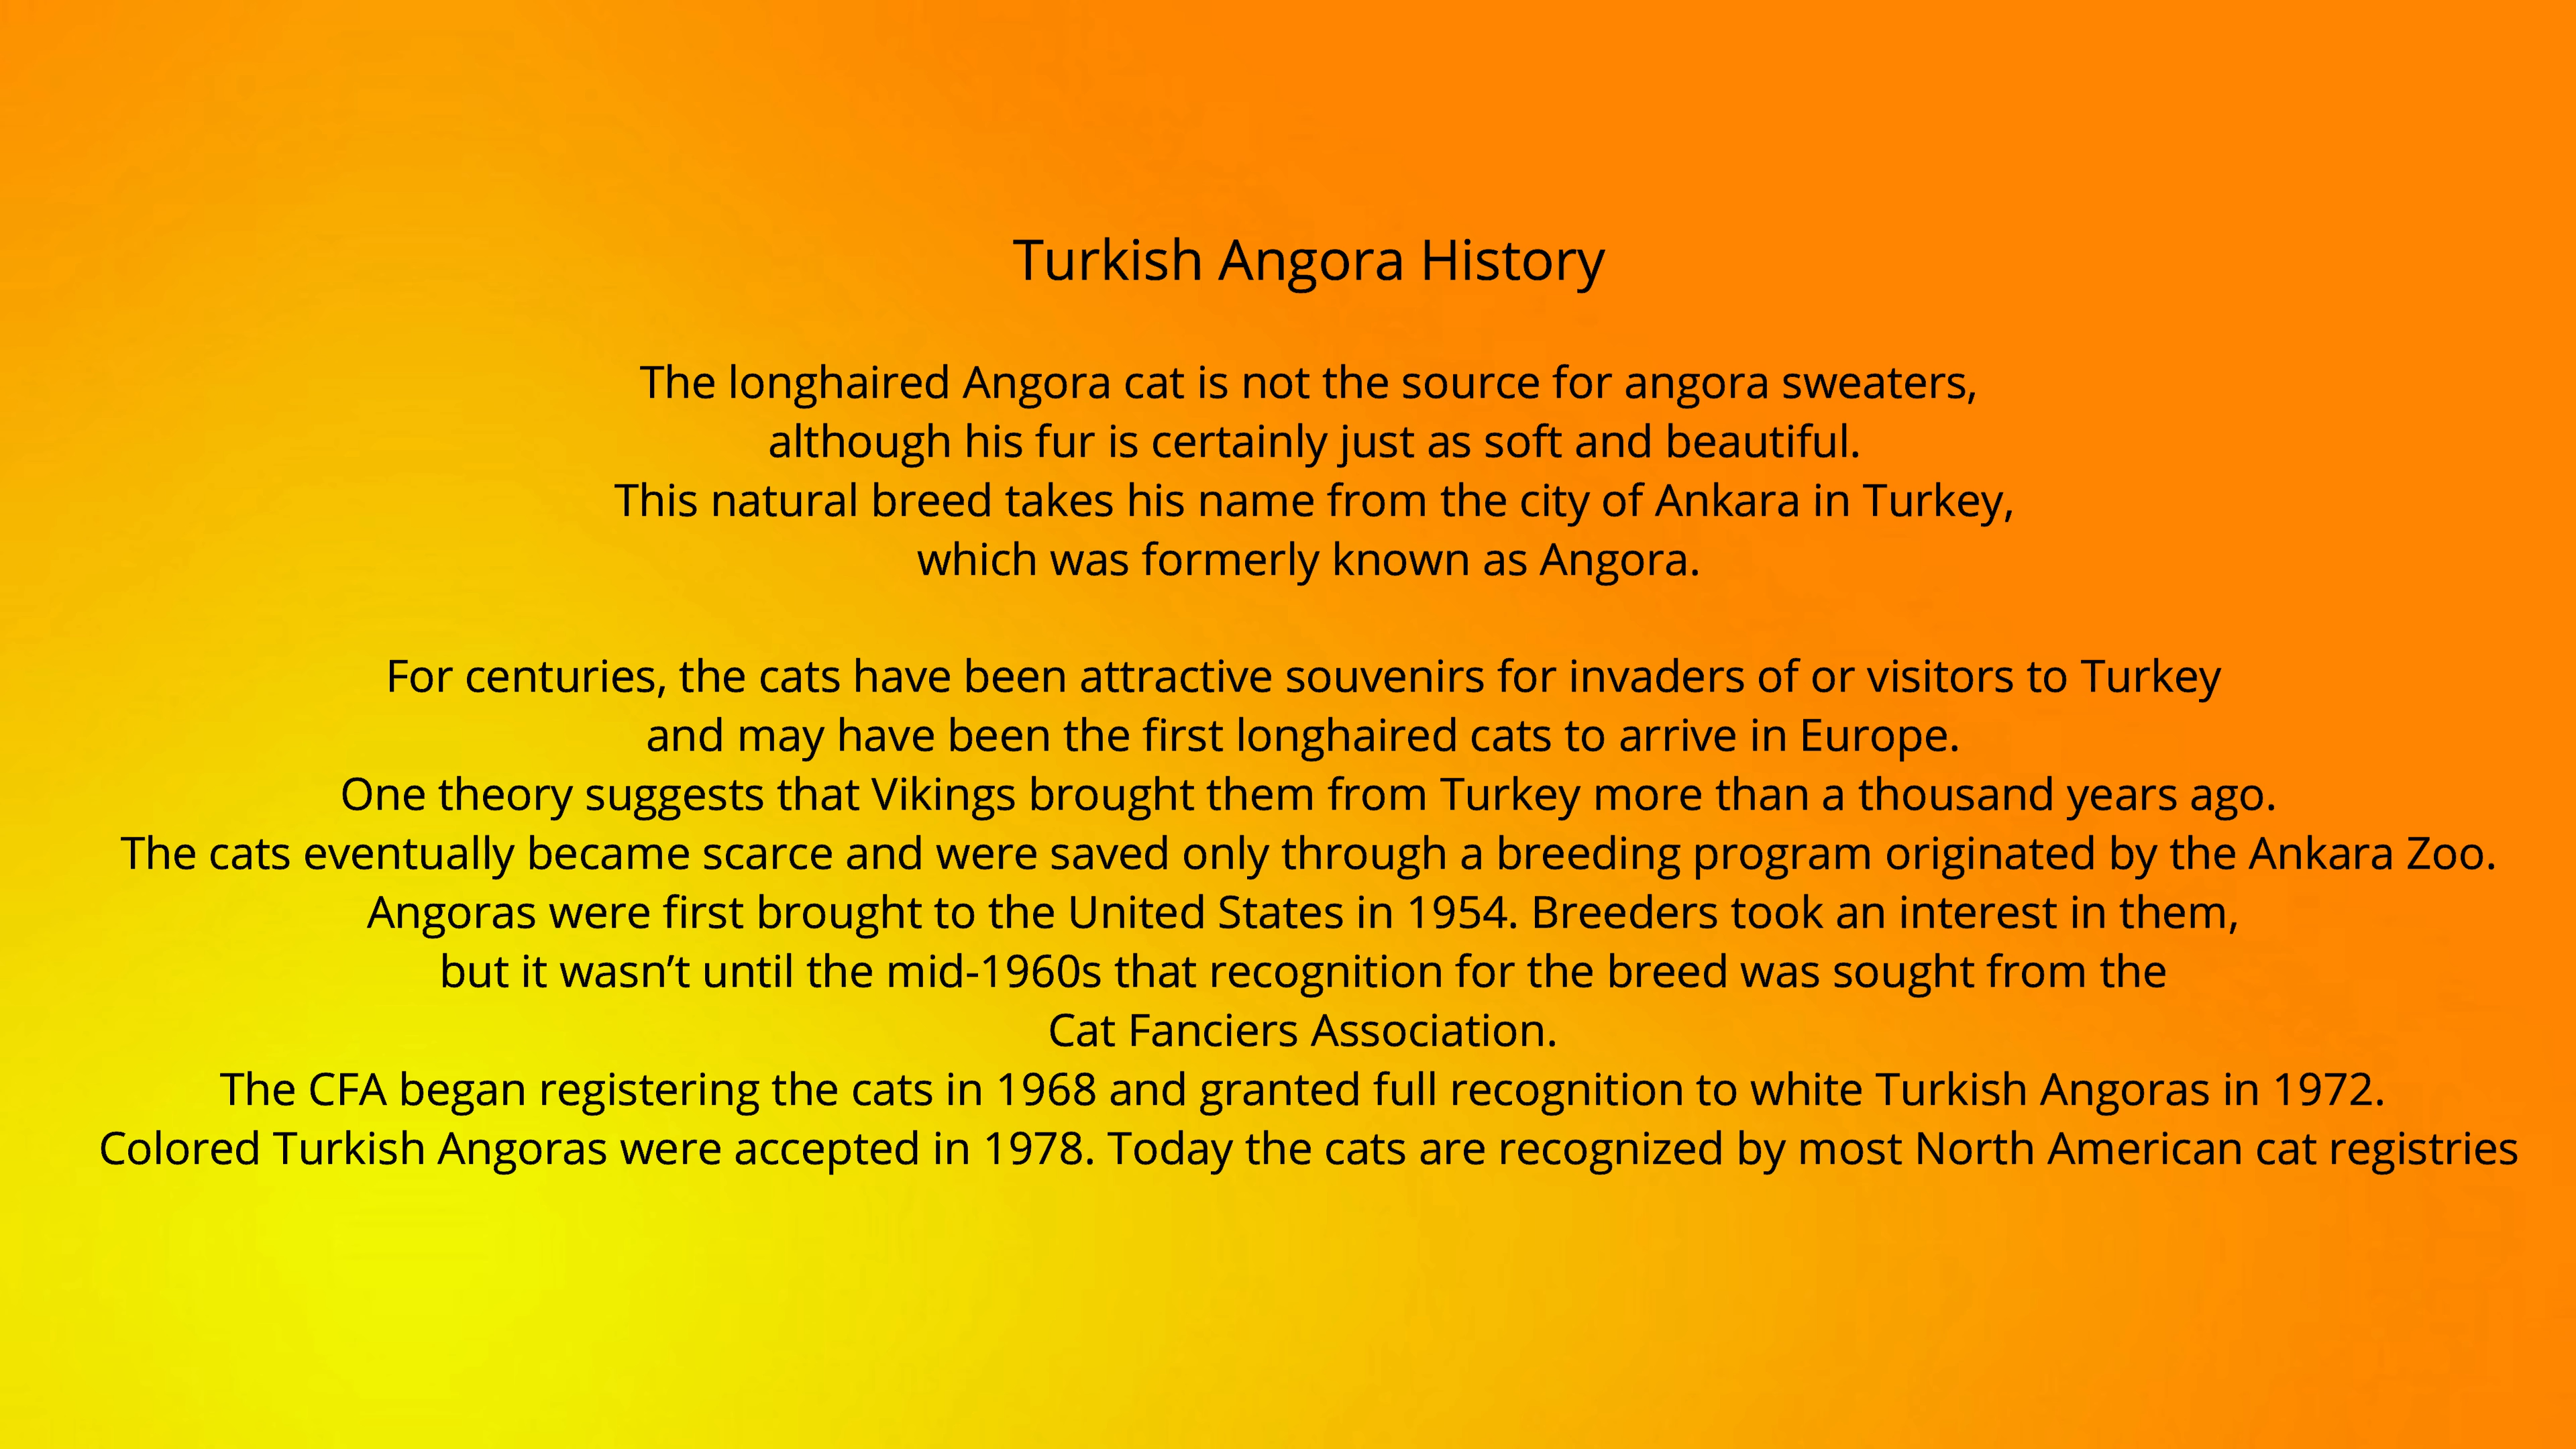 Turkish Angora History
The longhaired Angora cat is not the source for angora sweaters,
although his fur is certainly just as soft and beautiful.
This natural breed takes his name from the city of Ankara in Turkey,
which was formerly known as Angora.
For centuries, the cats have been attractive souvenirs for invaders of or visitors to Turkey
and may have been the first longhaired cats to arrive in Europe.
One theory suggests that Vikings brought them from Turkey more than a thousand years ago.
The cats eventually became scarce and were saved only through a breeding program originated by the Ankara Zoo.
Angoras were first brought to the United States in 1954. Breeders took an interest in them,
but it wasn’t until the mid-1960s that recognition for the breed was sought from the
Cat Fanciers Association.
The CFA began registering the cats in 1968 and granted full recognition to white Turkish Angoras in 1972.
Colored Turkish Angoras were accepted in 1978. Today the cats are recognized by most North American cat registries